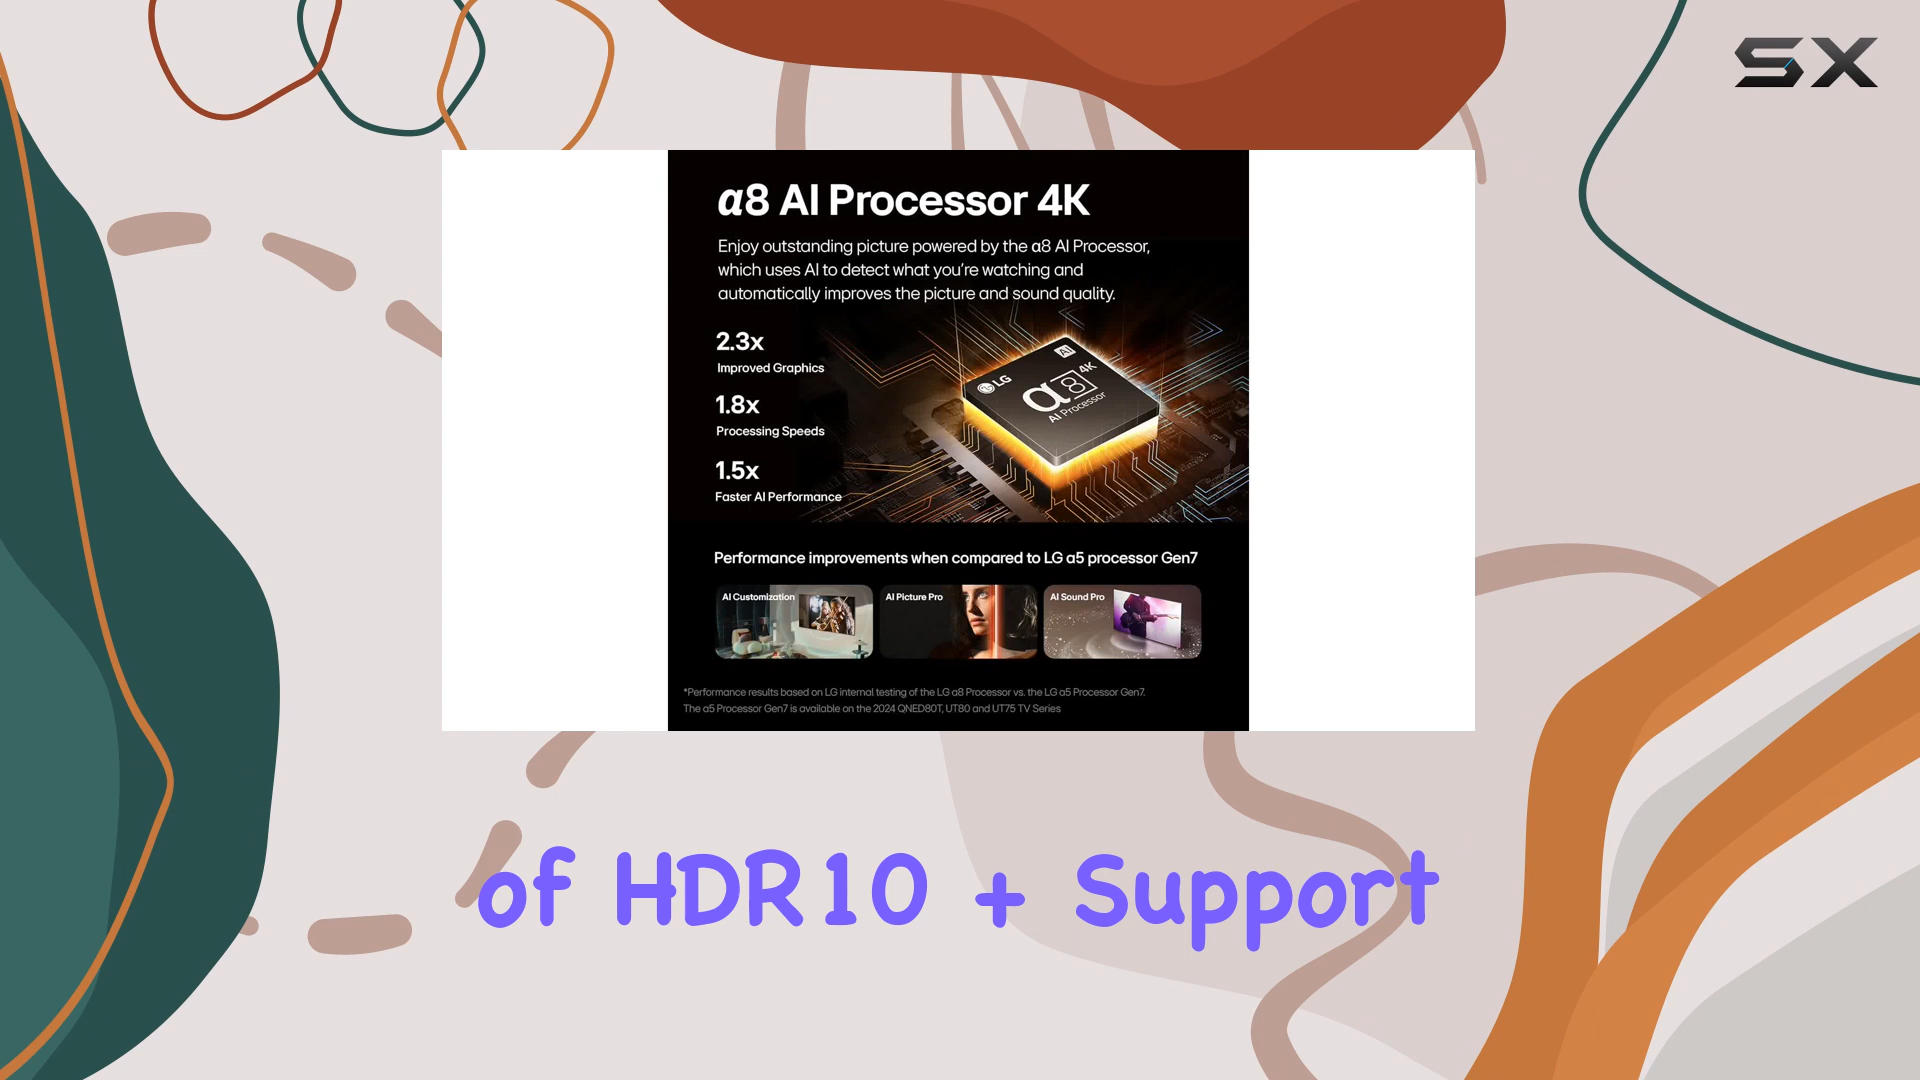 SX
α8 AI Processor 4K
Enjoy outstanding picture powered by the α8 AI Processor,
which uses AI to detect what you're watching and
automatically improves the picture and sound quality.
2.3x
Improved Graphics
1.8x
Processing Speeds
1.5x
Faster AI Performance
AI
LG
α8 4K
AI Processor
Performance improvements when compared to LG α5 processor Gen7
AI Customization
AI Picture Pro
AI Sound Pro
*Performance results based on LG internal testing of the LG α8 Processor vs. the LG α5 Processor Gen7.
The α5 Processor Gen7 is available on the 2024 QNED80T, UT80 and UT75 TV Series
of HDR10 + Support